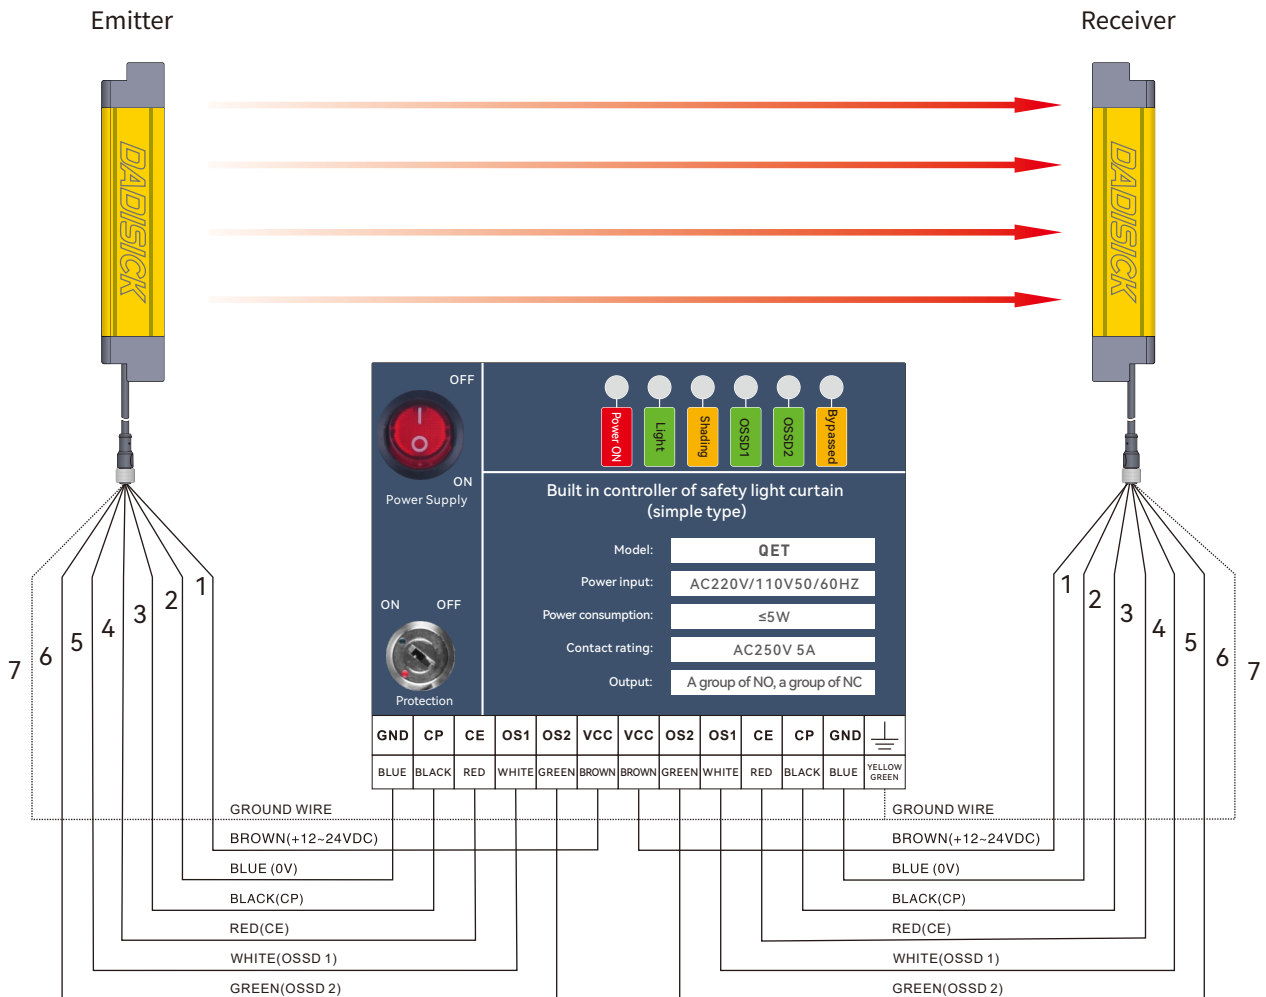 Emitter
Receiver
DADISICK
DADISICK
OFF
ON
Power Supply
Power ON
Light
Shading
OSSD1
OSSD2
Bypassed
Built in controller of safety light curtain
(simple type)
Model: QET
Power input: AC220V/110V50/60HZ
Power consumption: ≤5W
Contact rating: AC250V 5A
Output: A group of NO, a group of NC
ON OFF
Protection
1
2
3
4
5
6
7
1
2
3
4
5
6
7
GND CP CE OS1 OS2 VCC VCC OS2 OS1 CE CP GND
BLUE BLACK RED WHITE GREEN BROWN BROWN GREEN WHITE RED BLACK BLUE YELLOW
GREEN
GROUND WIRE
BROWN(+12~24VDC)
BLUE (0V)
BLACK(CP)
RED(CE)
WHITE(OSSD 1)
GREEN(OSSD 2)
GROUND WIRE
BROWN(+12~24VDC)
BLUE (0V)
BLACK(CP)
RED(CE)
WHITE(OSSD 1)
GREEN(OSSD 2)